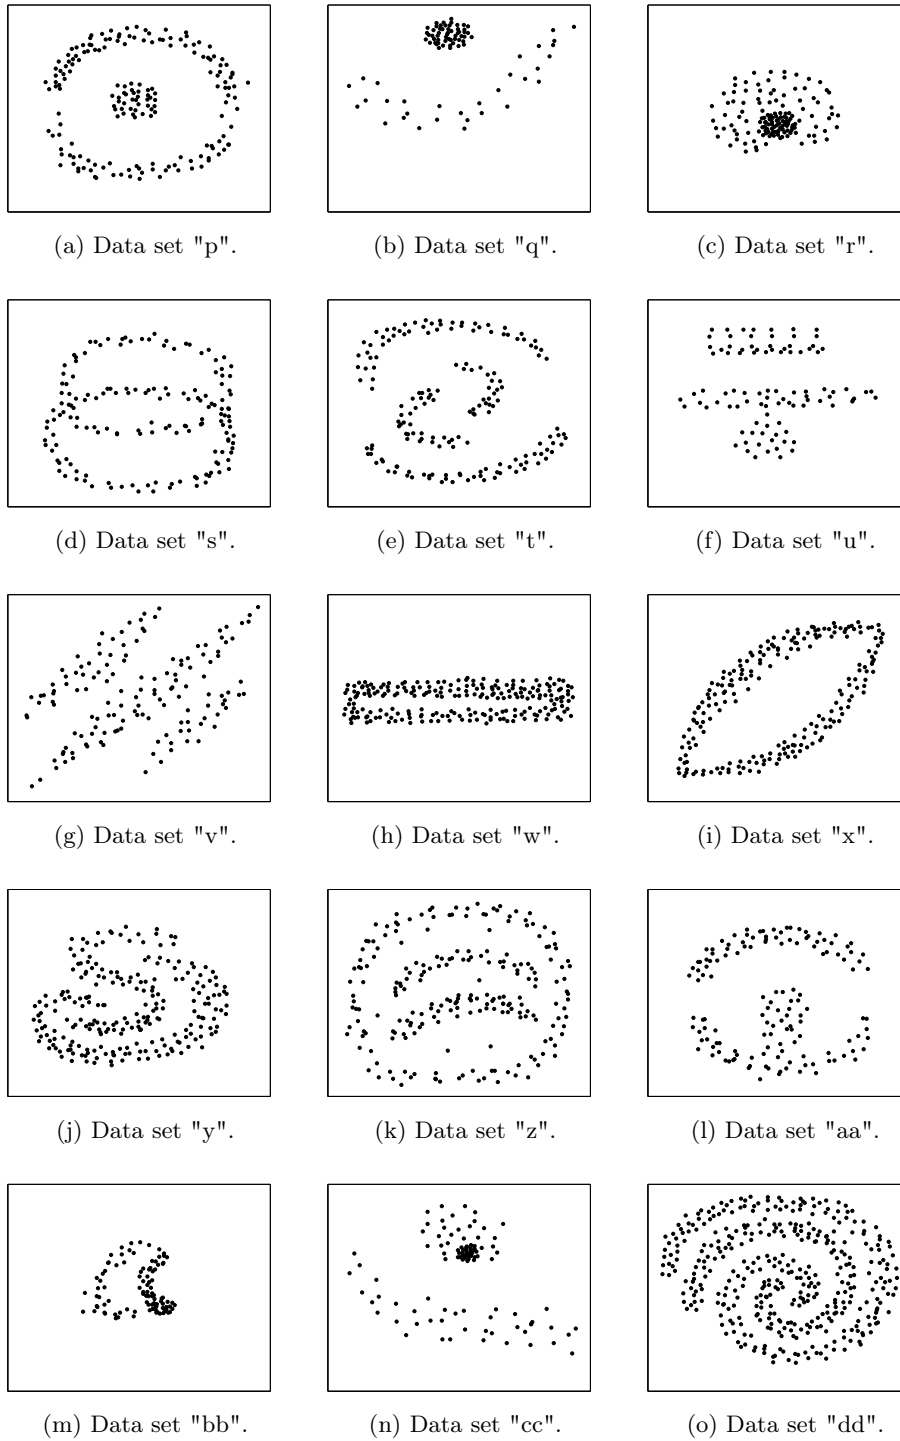 (a) Data set "p".
(b) Data set "q".
(c) Data set "r".
(d) Data set "s".
(e) Data set "t".
(f) Data set "u".
(g) Data set "v".
(h) Data set "w".
(i) Data set "x".
(j) Data set "y".
(k) Data set "z".
(l) Data set "aa".
(m) Data set "bb".
(n) Data set "cc".
(o) Data set "dd".